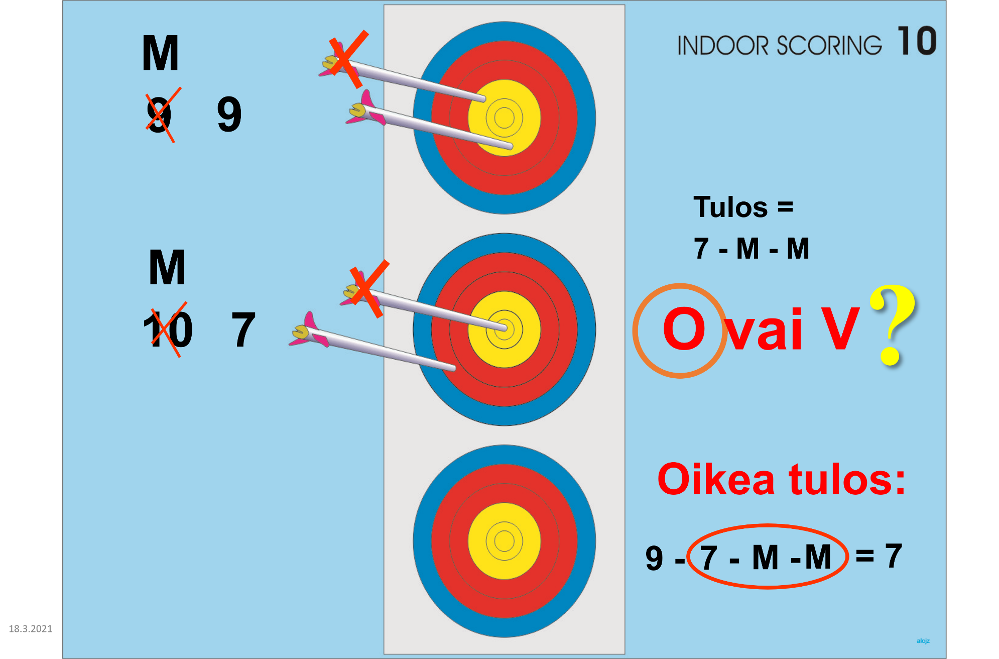 INDOOR SCORING 10
M
9 9
M
10 7
Tulos =
7 - M - M
O vai V ?
Oikea tulos:
9 - 7 - M -M = 7
18.3.2021
alojz